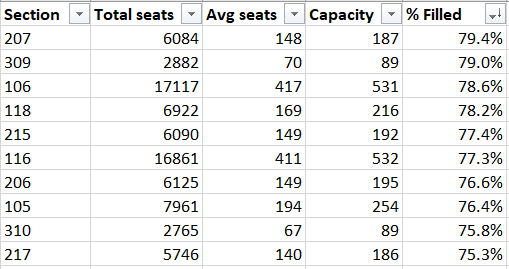 Section Total seats Avg seats Capacity % Filled
207 6084 148 187 79.4%
309 2882 70 89 79.0%
106 17117 417 531 78.6%
118 6922 169 216 78.2%
215 6090 149 192 77.4%
116 16861 411 532 77.3%
206 6125 149 195 76.6%
105 7961 194 254 76.4%
310 2765 67 89 75.8%
217 5746 140 186 75.3%